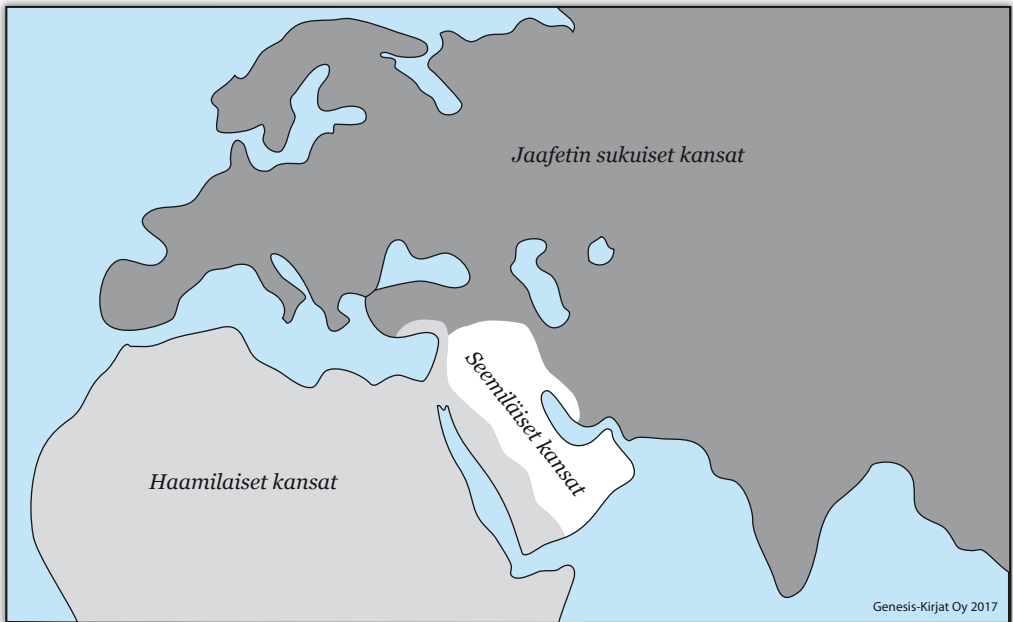 Jaafetin sukuiset kansat
Seemiläiset kansat
Haamilaiset kansat
Genesis-Kirjat Oy 2017